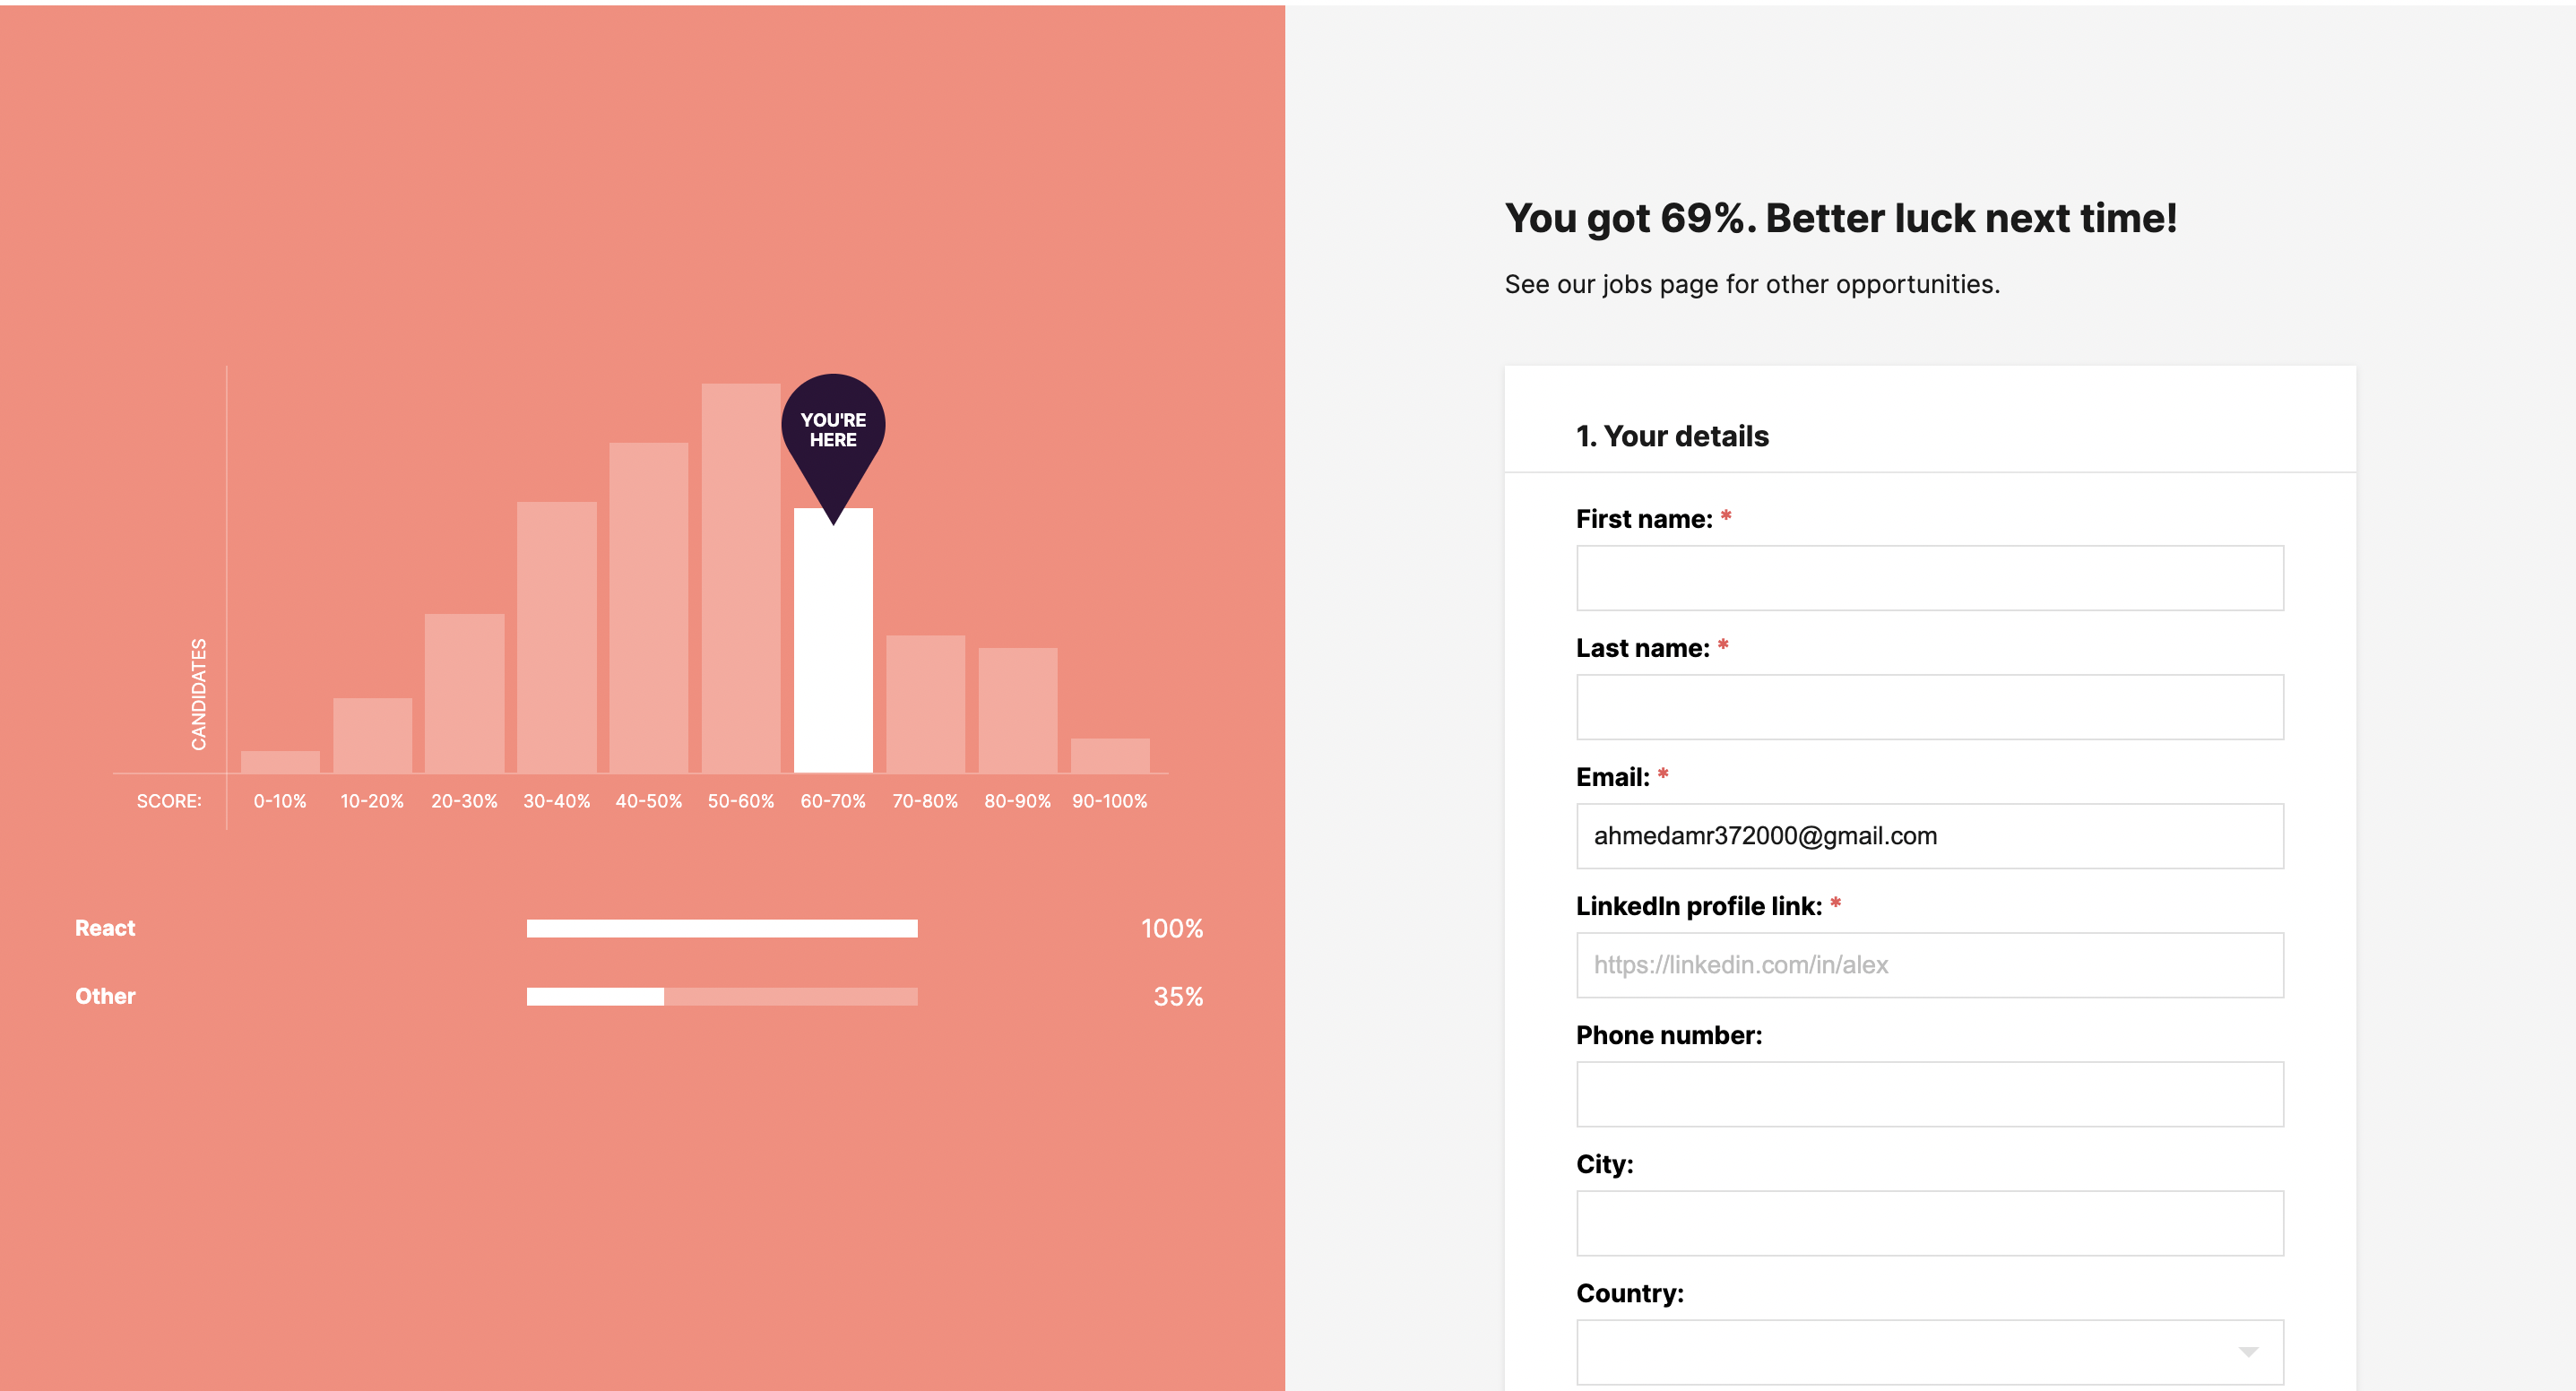 YOU'RE
HERE
CANDIDATES
SCORE:
0-10%
10-20%
20-30%
30-40%
40-50%
50-60%
60-70%
70-80%
80-90%
90-100%
React 100%
Other 35%
You got 69%. Better luck next time!
See our jobs page for other opportunities.
1. Your details
First name: *
Last name: *
Email: *
ahmedamr372000@gmail.com
LinkedIn profile link: *
https://linkedin.com/in/alex
Phone number:
City:
Country: